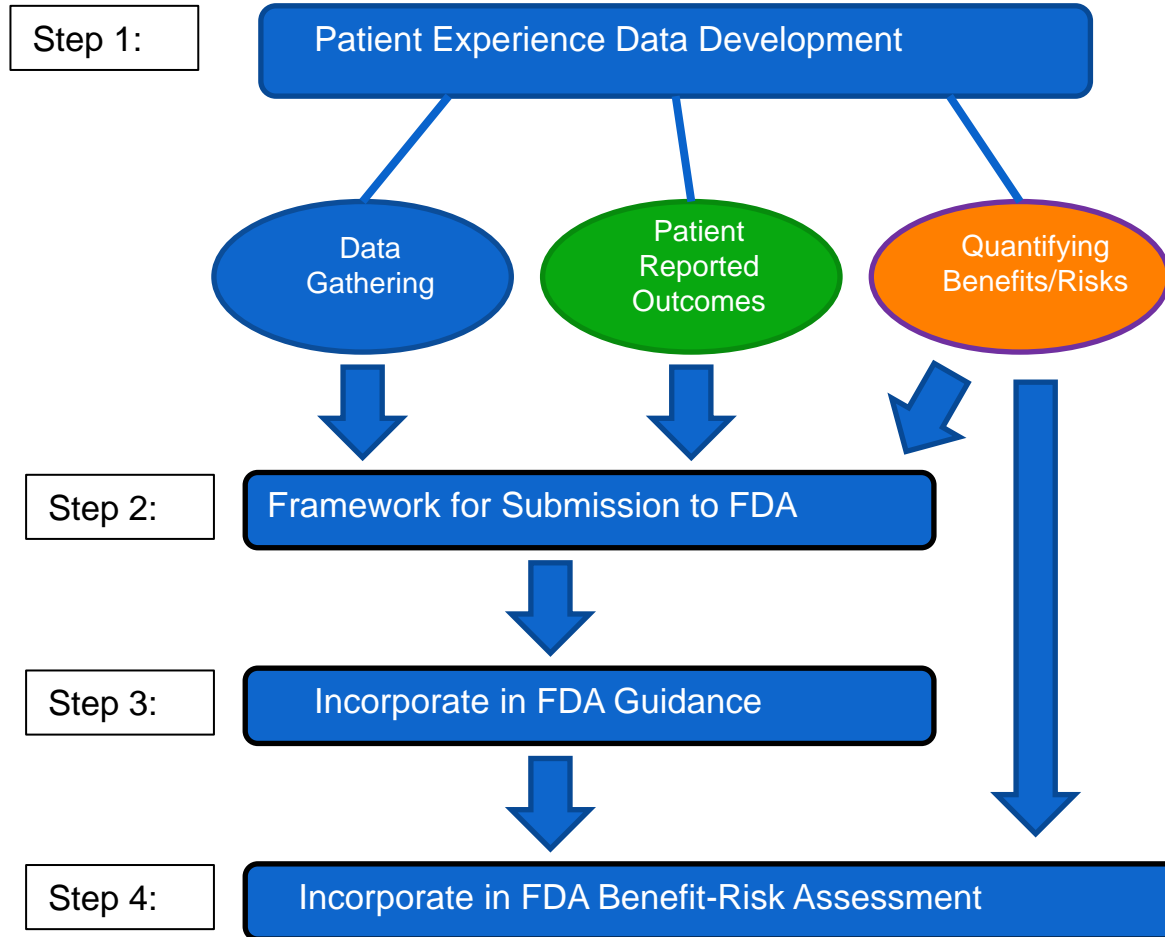 Step 1:
Patient Experience Data Development
Data
Gathering
Patient
Reported
Outcomes
Quantifying
Benefits/Risks
Step 2:
Framework for Submission to FDA
Step 3:
Incorporate in FDA Guidance
Step 4:
Incorporate in FDA Benefit-Risk Assessment